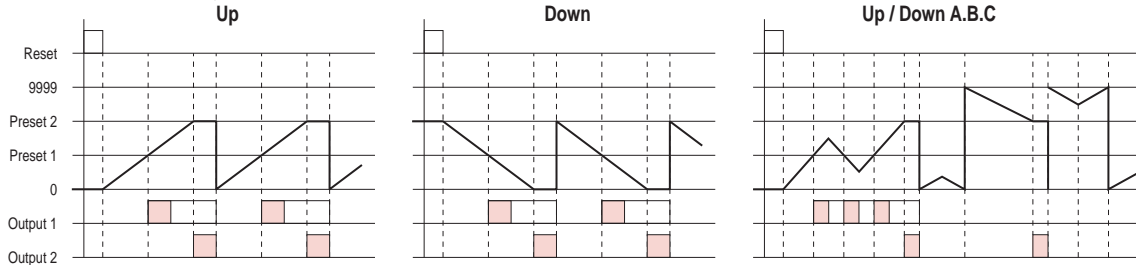 Up
Down
Up / Down A.B.C
Reset
9999
Preset 2
Preset 1
0
Output 1
Output 2